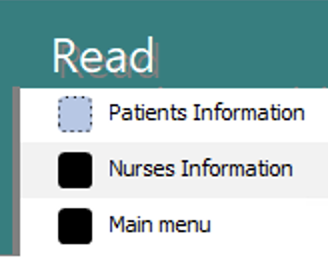 Read
Patients Information
Nurses Information
Main menu